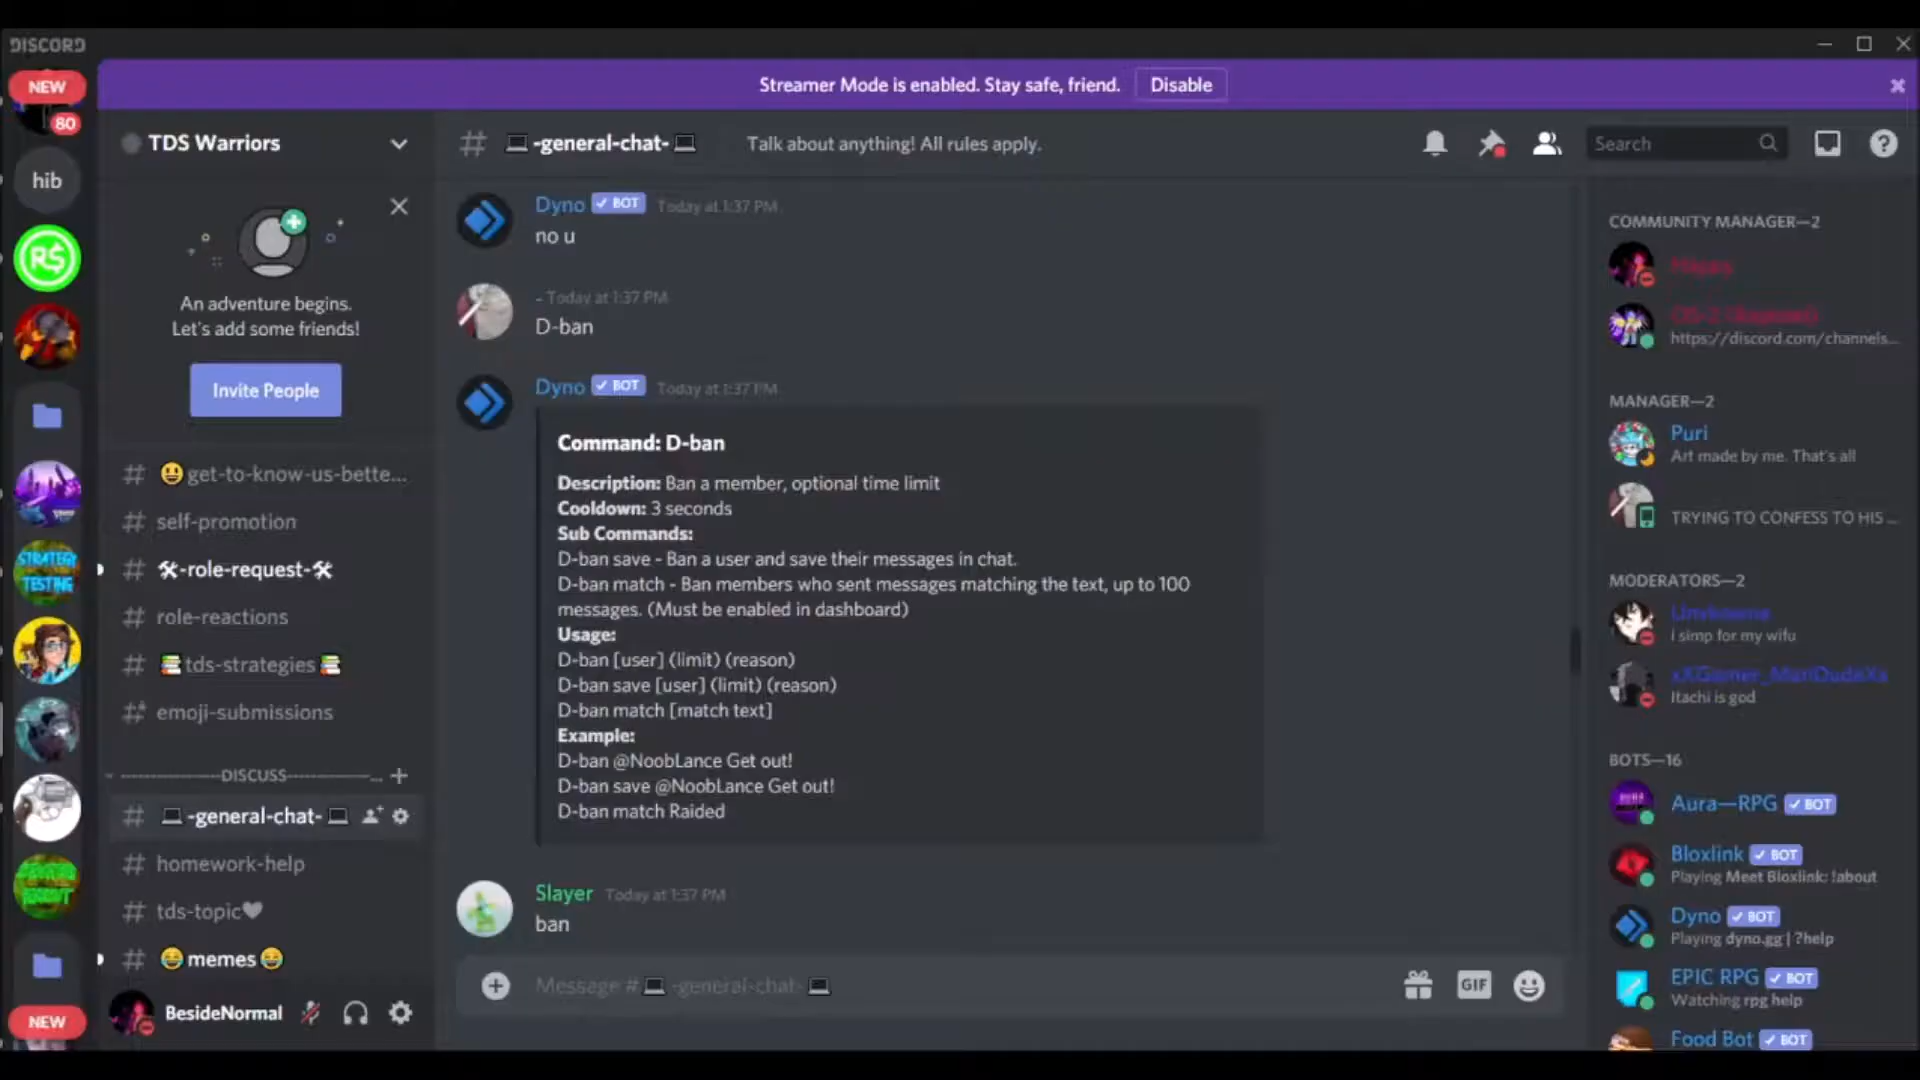 DISCORD
Streamer Mode is enabled. Stay safe, friend.
Disable
NEW
80
hib
R$
STRATEGY
TESTING
NEW
TDS Warriors
An adventure begins.
Let's add some friends!
Invite People
# 😃get-to-know-us-bette...
# self-promotion
# 🛠-role-request-🛠
# role-reactions
# 📚tds-strategies📚
# emoji-submissions
DISCUSS
# 💻-general-chat-💻
# homework-help
# tds-topic🖤
# 😂memes😂
BesideNormal
# 💻-general-chat-💻
Talk about anything! All rules apply.
Search
Dyno ✓ BOT Today at 1:37 PM
no u
- Today at 1:37 PM
D-ban
Dyno ✓ BOT Today at 1:37 PM
Command: D-ban
Description: Ban a member, optional time limit
Cooldown: 3 seconds
Sub Commands:
D-ban save - Ban a user and save their messages in chat.
D-ban match - Ban members who sent messages matching the text, up to 100
messages. (Must be enabled in dashboard)
Usage:
D-ban [user] (limit) (reason)
D-ban save [user] (limit) (reason)
D-ban match [match text]
Example:
D-ban @NoobLance Get out!
D-ban save @NoobLance Get out!
D-ban match Raided
Slayer Today at 1:37 PM
ban
Message #💻-general-chat-💻
GIF
COMMUNITY MANAGER—2
https://discord.com/channels...
MANAGER—2
Puri
Art made by me. That's all
TRYING TO CONFESS TO HIS ...
MODERATORS—2
i simp for my wifu
xXGamer_ManDudeXx
Itachi is god
BOTS—16
Aura—RPG ✓ BOT
Bloxlink ✓ BOT
Playing Meet Bloxlink: !about
Dyno ✓ BOT
Playing dyno.gg | ?help
EPIC RPG ✓ BOT
Watching rpg help
Food Bot ✓ BOT